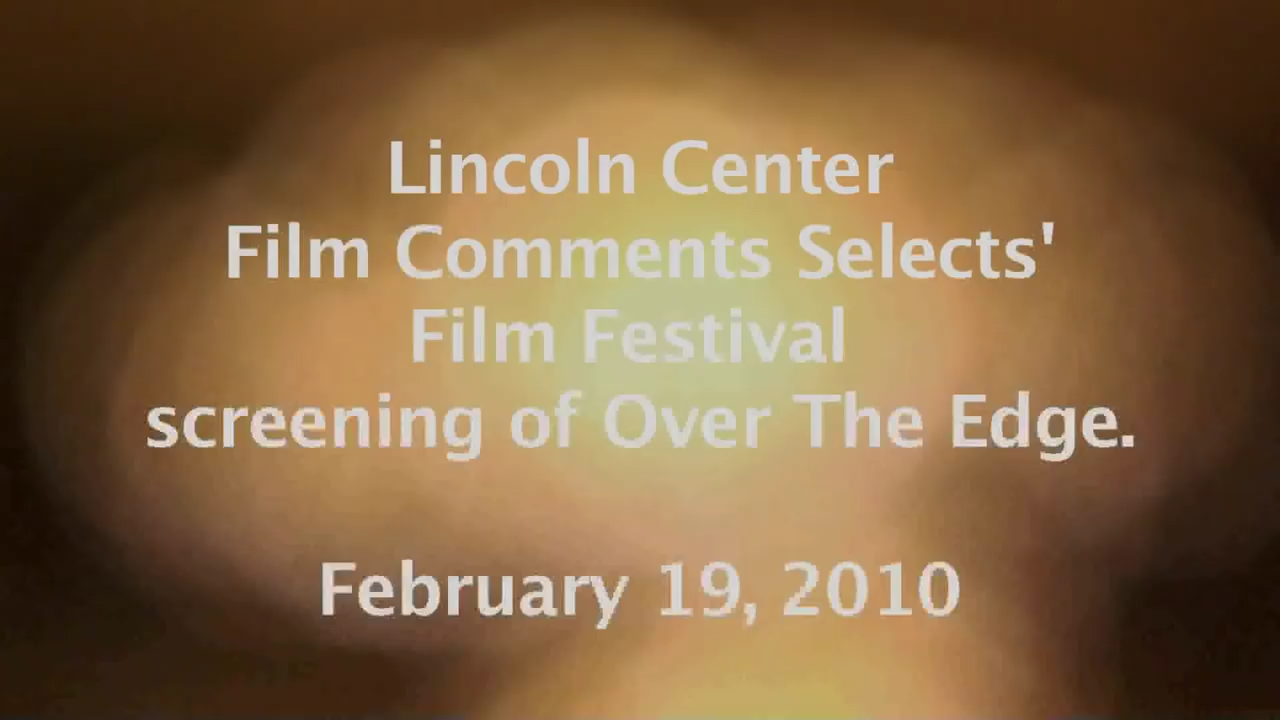 Lincoln Center
Film Comments Selects'
Film Festival
screening of Over The Edge.
February 19, 2010